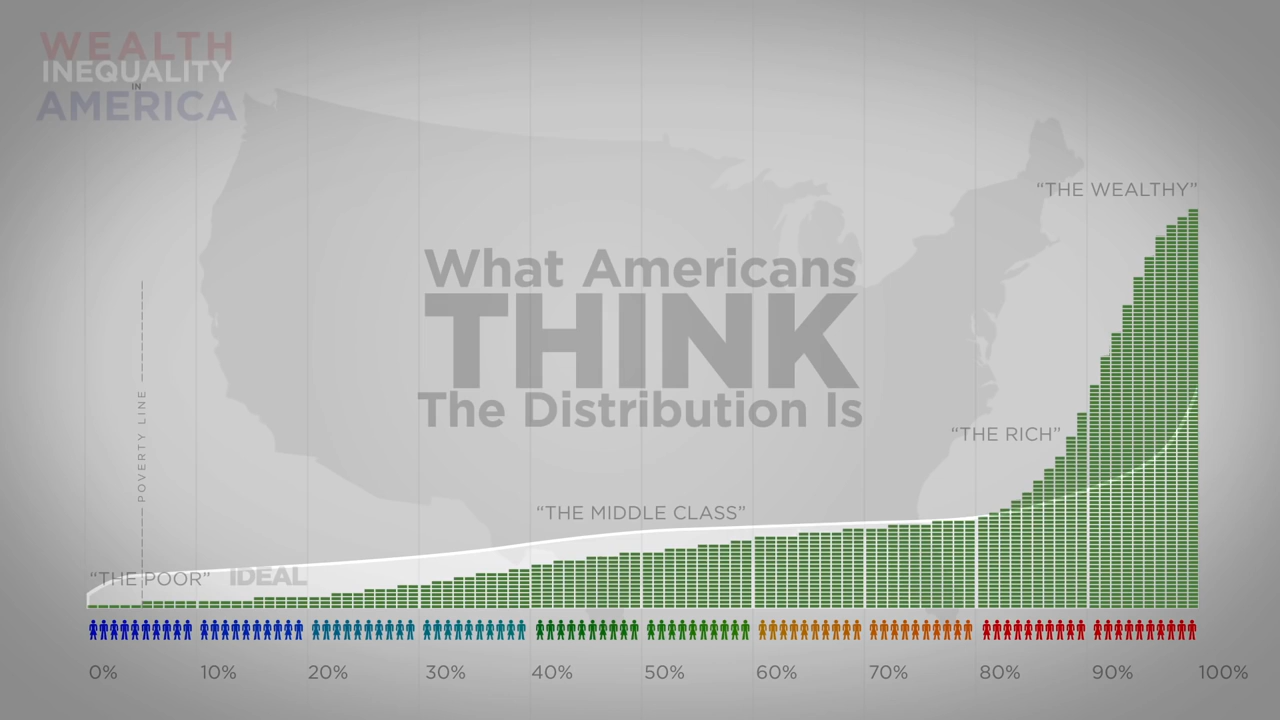 WEALTH
INEQUALITY
IN
AMERICA
“THE WEALTHY”
What Americans
THINK
The Distribution Is
POVERTY LINE
“THE RICH”
“THE MIDDLE CLASS”
“THE POOR” IDEAL
0% 10% 20% 30% 40% 50% 60% 70% 80% 90% 100%